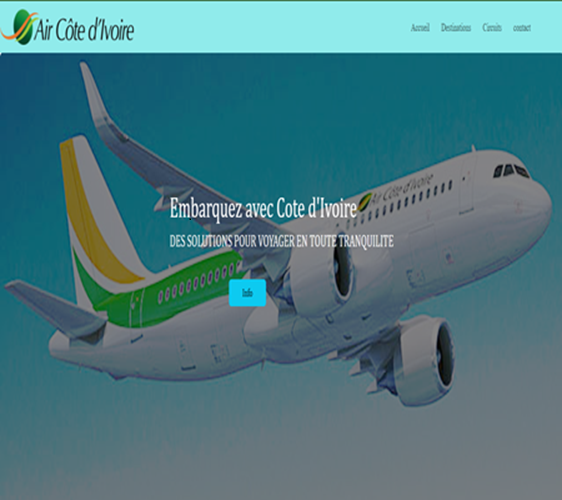 Air Côte d'Ivoire
Accueil Destinations Circuits contact
Air Côte d'Ivoire
Embarquez avec Cote d'Ivoire
DES SOLUTIONS POUR VOYAGER EN TOUTE TRANQUILITE
Info